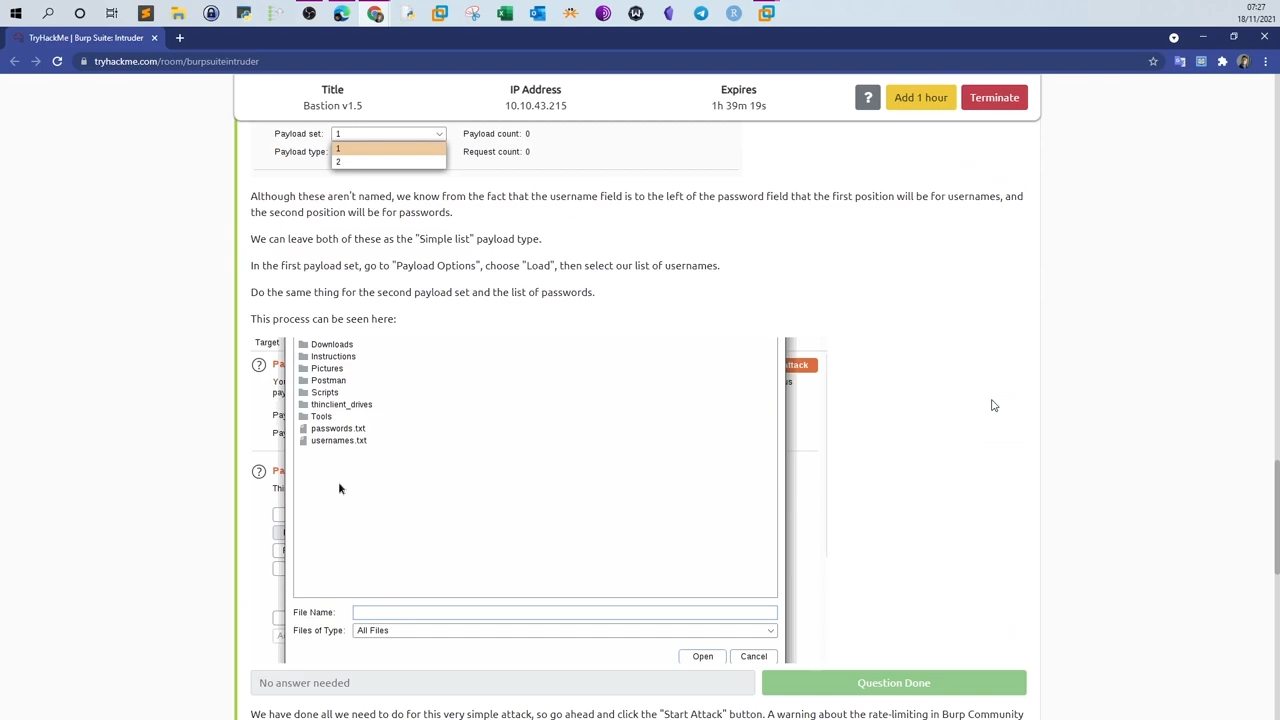 07:27
18/11/2021
TryHackMe | Burp Suite: Intruder
tryhackme.com/room/burpsuiteintruder
Title
IP Address
Expires
Bastion v1.5
10.10.43.215
1h 39m 19s
?
Add 1 hour
Terminate
Payload set: 1 Payload count: 0
1
Payload type: Request count: 0
2
Although these aren't named, we know from the fact that the username field is to the left of the password field that the first position will be for usernames, and
the second position will be for passwords.
We can leave both of these as the "Simple list" payload type.
In the first payload set, go to "Payload Options", choose "Load", then select our list of usernames.
Do the same thing for the second payload set and the list of passwords.
This process can be seen here:
Target
Downloads
Instructions
Pictures
Postman
Scripts
thinclient_drives
Tools
passwords.txt
usernames.txt
? Pa
ttack
Yo
pay
Pay
Pay
? Pa
Thi
File Name:
Files of Type: All Files
Open Cancel
No answer needed
Question Done
We have done all we need to do for this very simple attack, so go ahead and click the "Start Attack" button. A warning about the rate-limiting in Burp Community